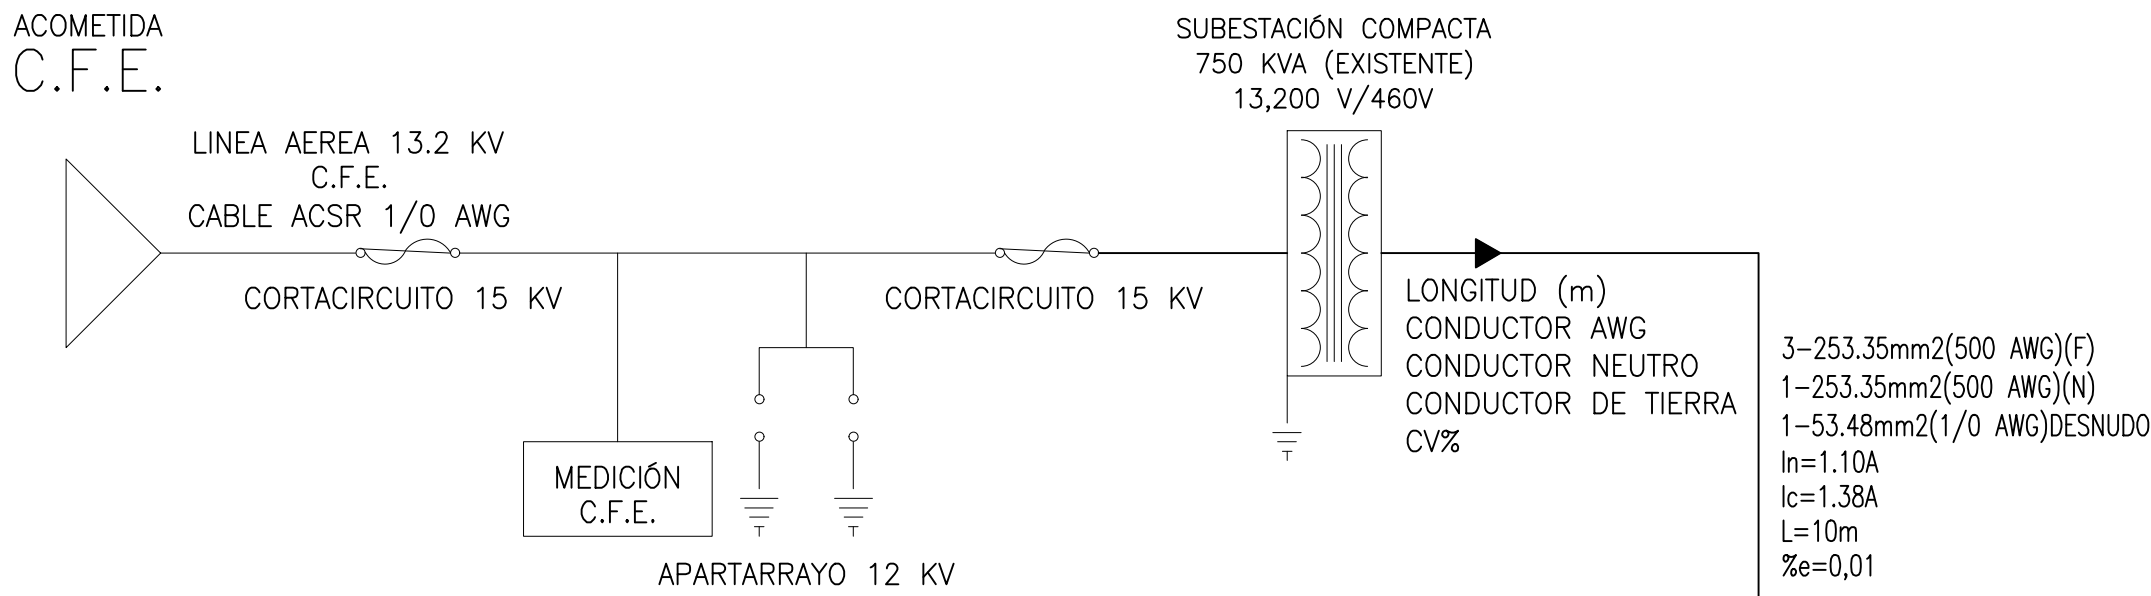 ACOMETIDA
C.F.E.
LINEA AEREA 13.2 KV
C.F.E.
CABLE ACSR 1/0 AWG
CORTACIRCUITO 15 KV
MEDICIÓN
C.F.E.
APARTARRAYO 12 KV
CORTACIRCUITO 15 KV
SUBESTACIÓN COMPACTA
750 KVA (EXISTENTE)
13,200 V/460V
LONGITUD (m)
CONDUCTOR AWG
CONDUCTOR NEUTRO
CONDUCTOR DE TIERRA
CV%
3-253.35mm2(500 AWG)(F)
1-253.35mm2(500 AWG)(N)
1-53.48mm2(1/0 AWG)DESNUDO
In=1.10A
Ic=1.38A
L=10m
%e=0,01